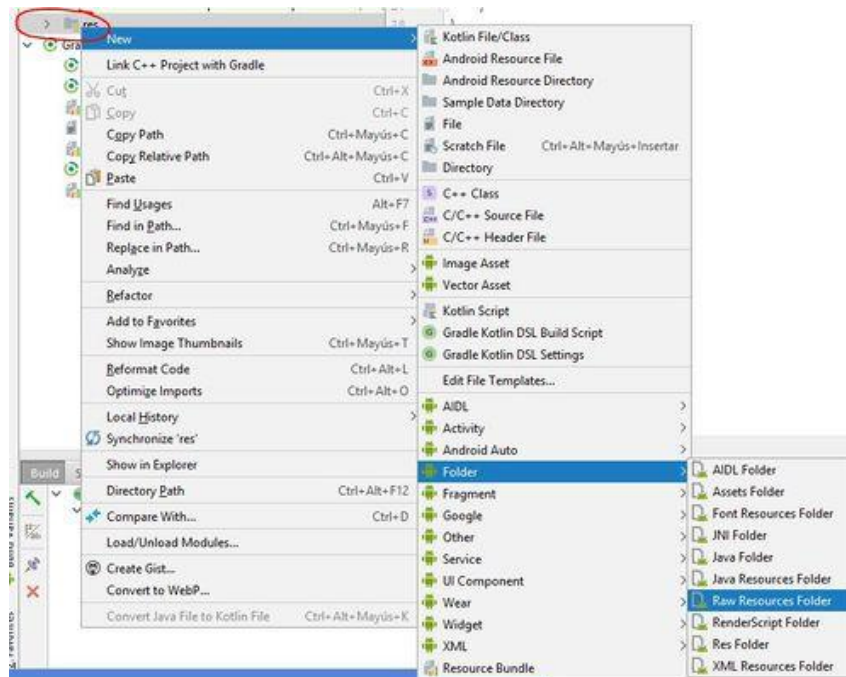 res
New
Link C++ Project with Gradle
Cut Ctrl+X
Copy Ctrl+C
Copy Path Ctrl+Mayús+C
Copy Relative Path Ctrl+Alt+Mayús+C
Paste Ctrl+V
Find Usages Alt+F7
Find in Path... Ctrl+Mayús+F
Replace in Path... Ctrl+Mayús+R
Analyze
Refactor
Add to Favorites
Show Image Thumbnails Ctrl+Mayús+T
Reformat Code Ctrl+Alt+L
Optimize Imports Ctrl+Alt+O
Local History
Synchronize 'res'
Show in Explorer
Directory Path Ctrl+Alt+F12
Compare With... Ctrl+D
Load/Unload Modules...
Create Gist...
Convert to WebP...
Convert Java File to Kotlin File Ctrl+Alt+Mayús+K
Kotlin File/Class
Android Resource File
Android Resource Directory
Sample Data Directory
File
Scratch File Ctrl+Alt+Mayús+Insertar
Directory
C++ Class
C/C++ Source File
C/C++ Header File
Image Asset
Vector Asset
Kotlin Script
Gradle Kotlin DSL Build Script
Gradle Kotlin DSL Settings
Edit File Templates...
AIDL
Activity
Android Auto
Folder
Fragment
Google
Other
Service
UI Component
Wear
Widget
XML
Resource Bundle
AIDL Folder
Assets Folder
Font Resources Folder
JNI Folder
Java Folder
Java Resources Folder
Raw Resources Folder
RenderScript Folder
Res Folder
XML Resources Folder
Build